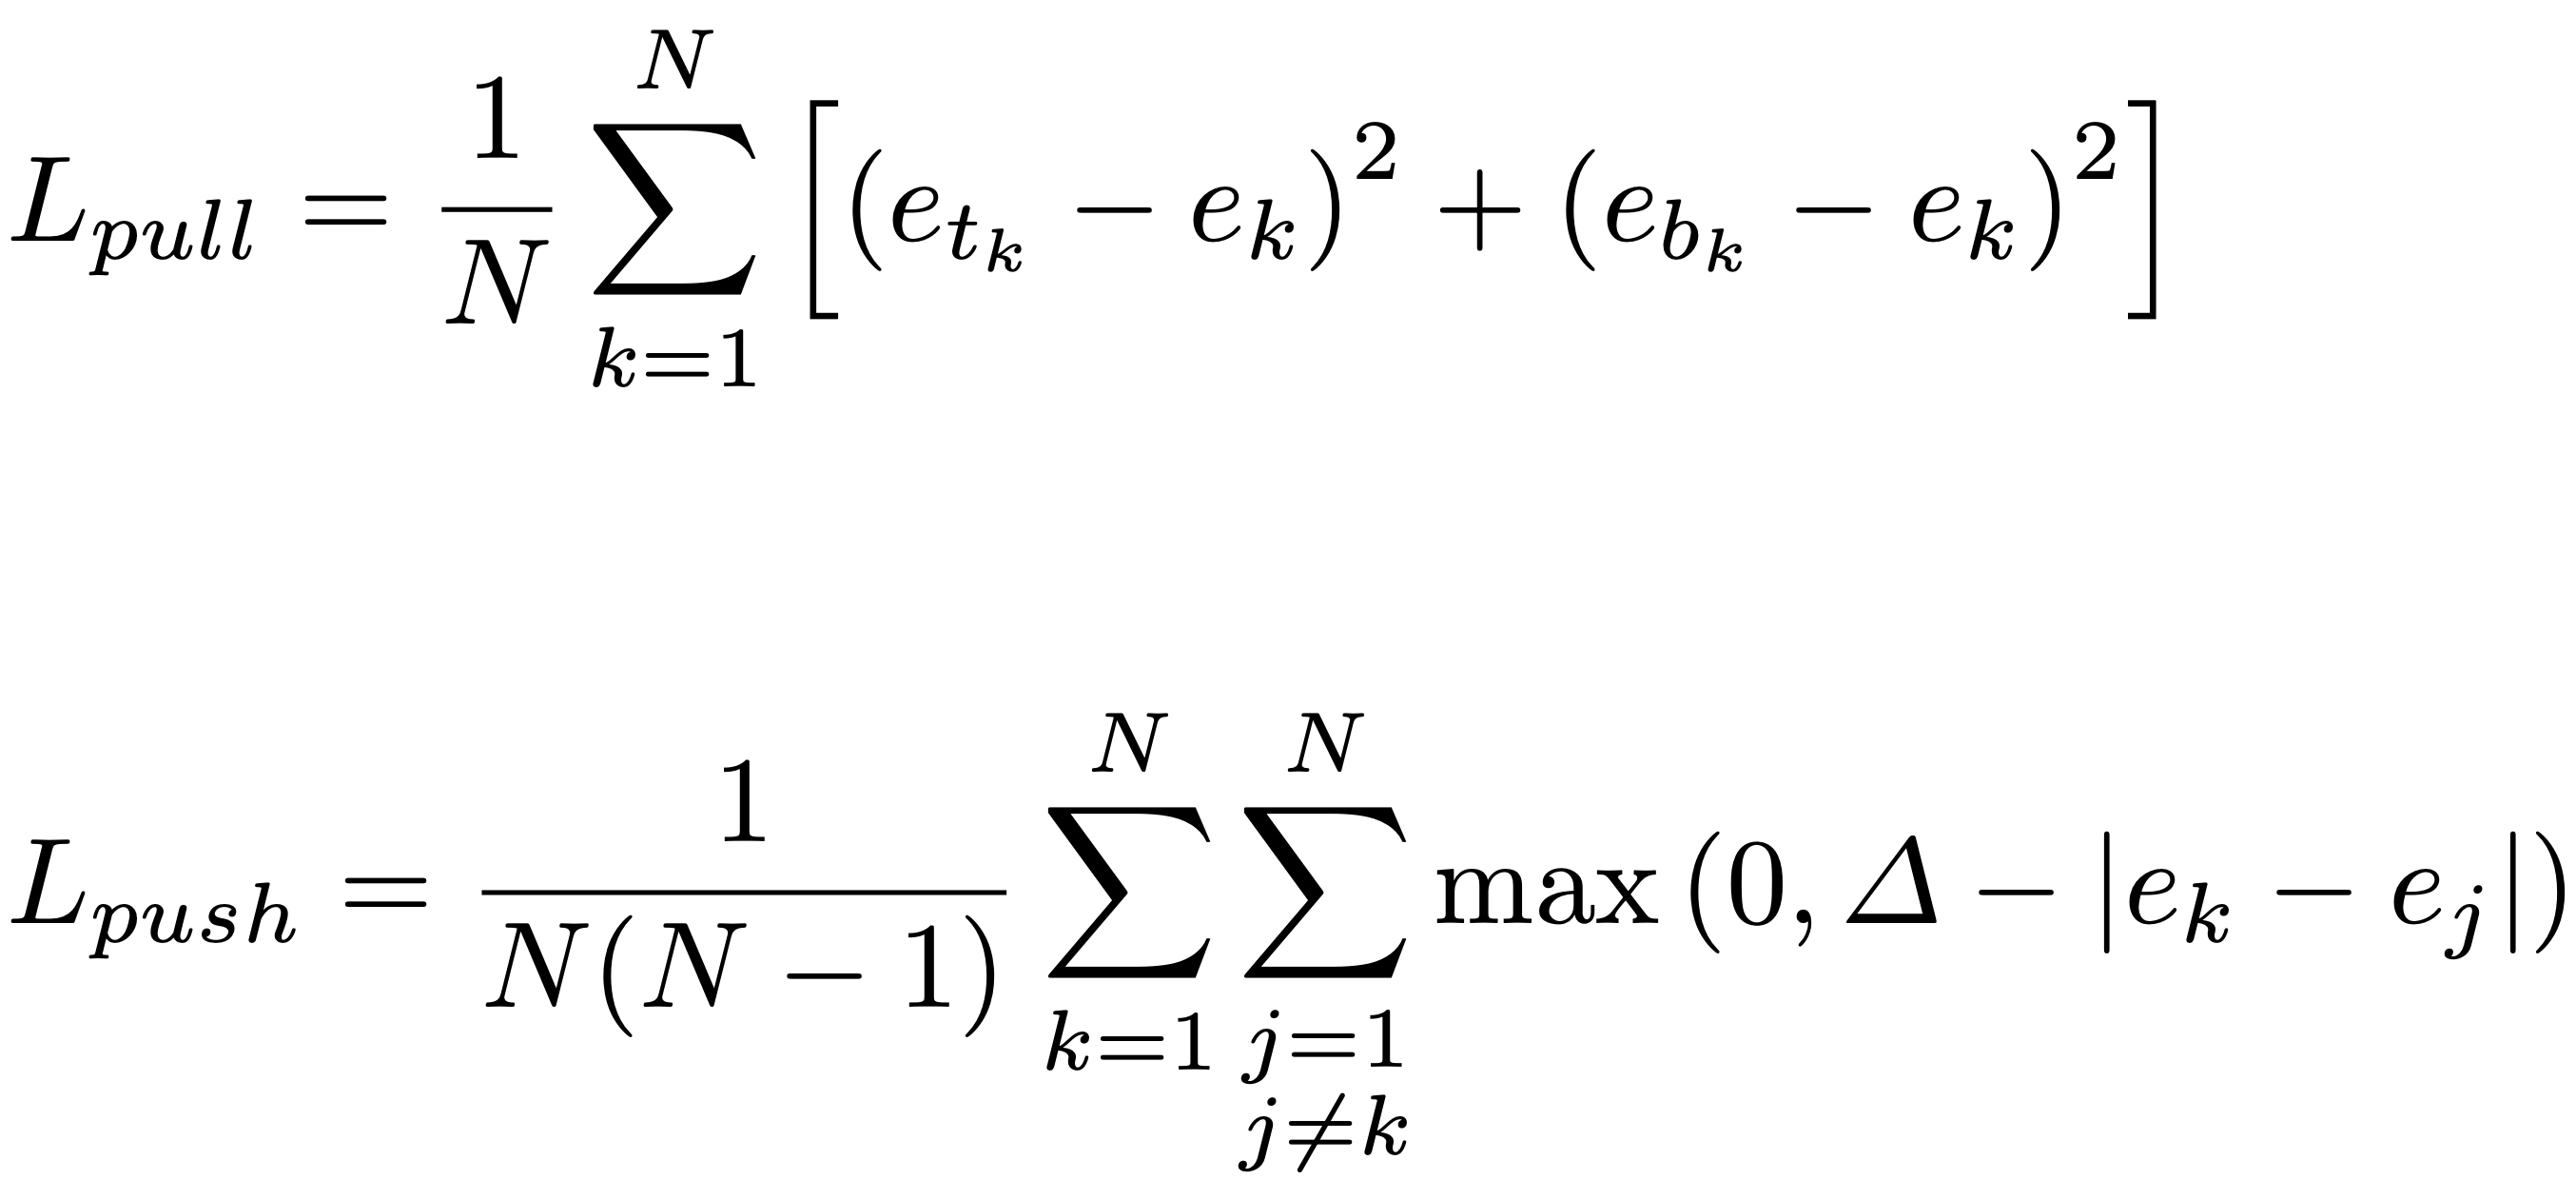 L_{pull} = \frac{1}{N} \sum_{k=1}^{N} \left[ (e_{t_k} - e_k)^2 + (e_{b_k} - e_k)^2 \right]
L_{push} = \frac{1}{N(N-1)} \sum_{k=1}^{N} \sum_{\substack{j=1 \\ j \neq k}}^{N} \max (0, \Delta - |e_k - e_j|)